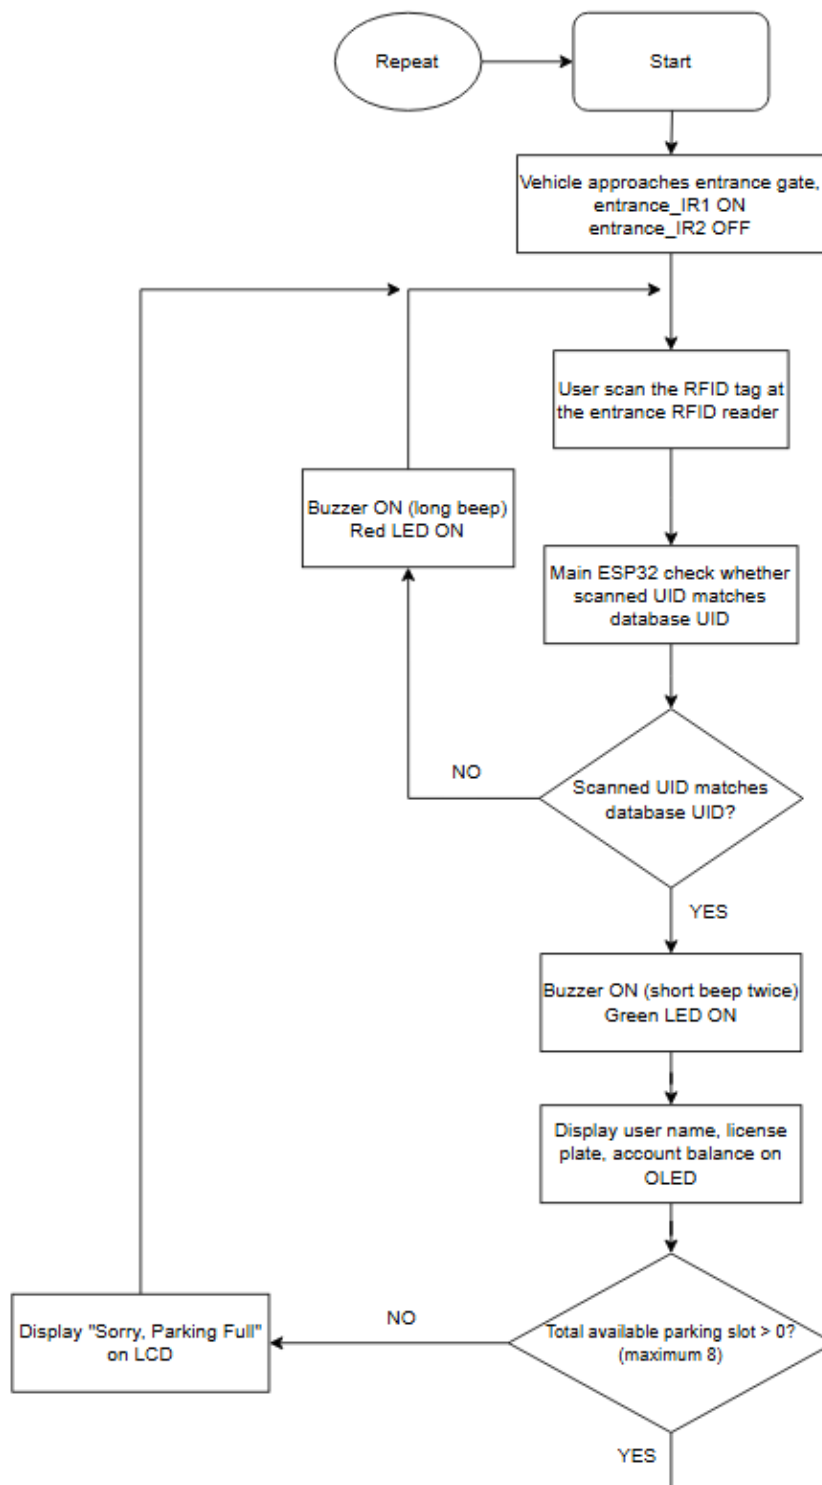 Repeat
Start
Vehicle approaches entrance gate,
entrance_IR1 ON
entrance_IR2 OFF
User scan the RFID tag at
the entrance RFID reader
Buzzer ON (long beep)
Red LED ON
Main ESP32 check whether
scanned UID matches
database UID
NO
Scanned UID matches
database UID?
YES
Buzzer ON (short beep twice)
Green LED ON
Display user name, license
plate, account balance on
OLED
NO
Display "Sorry, Parking Full"
on LCD
Total available parking slot > 0?
(maximum 8)
YES